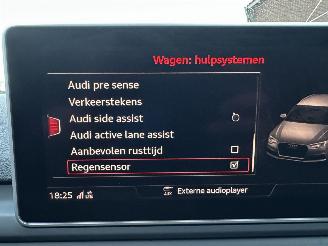 Wagen: hulpsystemen
Audi pre sense
Verkeerstekens
Audi side assist
Audi active lane assist
Aanbevolen rusttijd
Regensensor
18:25
Externe audioplayer